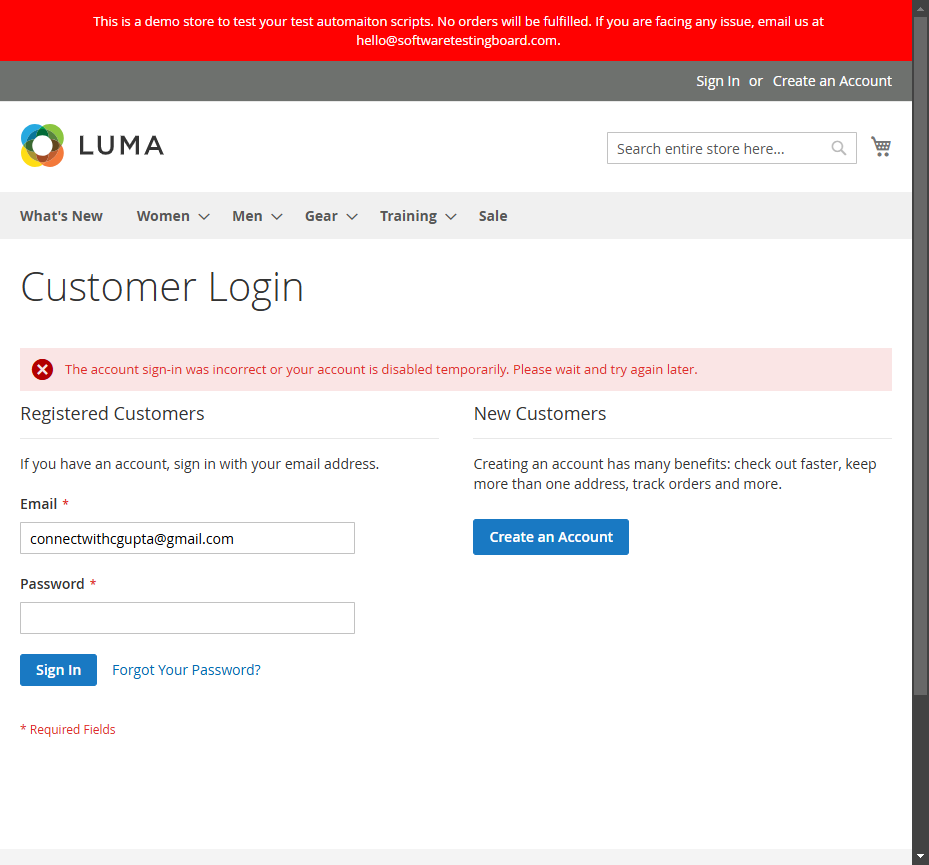 This is a demo store to test your test automaiton scripts. No orders will be fulfilled. If you are facing any issue, email us at
hello@softwaretestingboard.com.
Sign In or Create an Account
LUMA
Search entire store here...
What's New Women Men Gear Training Sale
Customer Login
The account sign-in was incorrect or your account is disabled temporarily. Please wait and try again later.
Registered Customers
If you have an account, sign in with your email address.
Email *
connectwithcgupta@gmail.com
Password *
Sign In Forgot Your Password?
* Required Fields
New Customers
Creating an account has many benefits: check out faster, keep
more than one address, track orders and more.
Create an Account